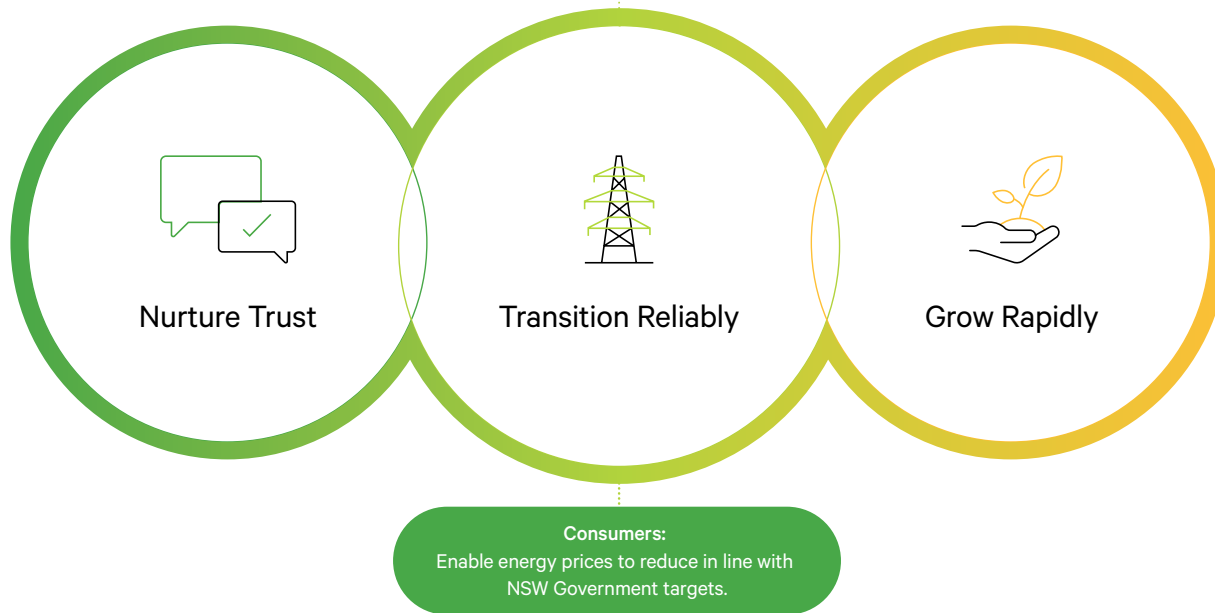 Nurture Trust
Transition Reliably
Grow Rapidly
Consumers:
Enable energy prices to reduce in line with
NSW Government targets.